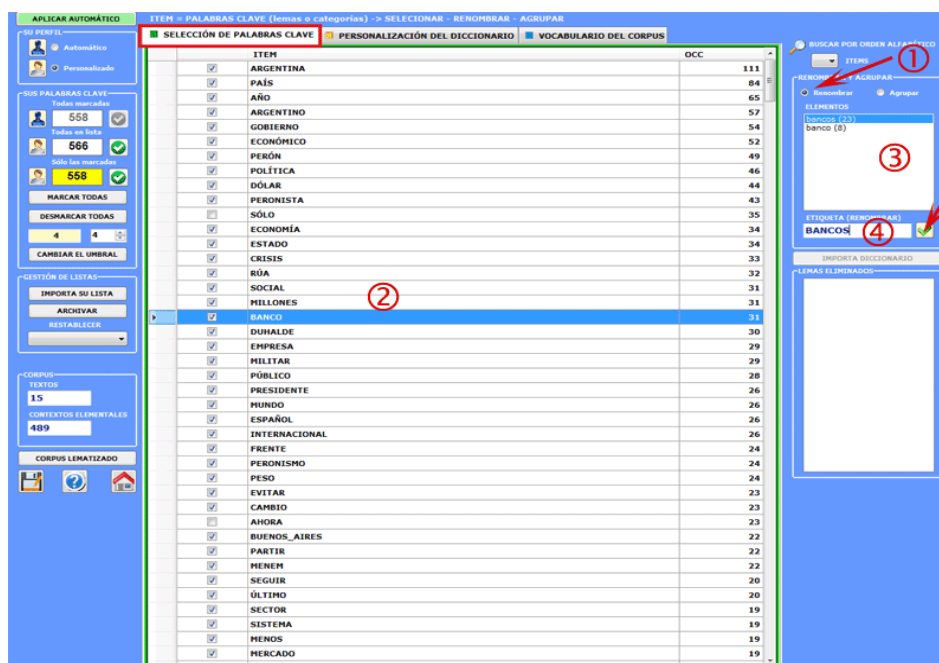 APLICAR AUTOMÁTICO
ITEM = PALABRAS CLAVE (lemas o categorías) -> SELECIONAR - RENOMBRAR - AGRUPAR
SU PERFIL
Automático
Personalizado
SUS PALABRAS CLAVE
Todas marcadas
558
Todas en lista
566
Sólo las marcadas
558
MARCAR TODAS
DESMARCAR TODAS
4 4
CAMBIAR EL UMBRAL
GESTIÓN DE LISTAS
IMPORTA SU LISTA
ARCHIVAR
RESTABLECER
CORPUS
TEXTOS
15
CONTEXTOS ELEMENTALES
489
CORPUS LEMATIZADO
SELECCIÓN DE PALABRAS CLAVE
PERSONALIZACIÓN DEL DICCIONARIO
VOCABULARIO DEL CORPUS
ITEM OCC
ARGENTINA 111
PAÍS 84
AÑO 65
ARGENTINO 57
GOBIERNO 54
ECONÓMICO 52
PERÓN 49
POLÍTICA 46
DÓLAR 44
PERONISTA 43
SÓLO 35
ECONOMÍA 34
ESTADO 34
CRISIS 33
RÚA 32
SOCIAL 31
MILLONES 31
②
BANCO 31
DUHALDE 30
EMPRESA 29
MILITAR 29
PÚBLICO 28
PRESIDENTE 26
MUNDO 26
ESPAÑOL 26
INTERNACIONAL 26
FRENTE 24
PERONISMO 24
PESO 24
EVITAR 23
CAMBIO 23
AHORA 23
BUENOS_AIRES 22
PARTIR 22
MENEM 22
SEGUIR 20
ÚLTIMO 20
SECTOR 19
SISTEMA 19
MENOS 19
MERCADO 19
BUSCAR POR ORDEN ALFABÉTICO
ITEMS
①
RENOMBRAR Y AGRUPAR
Renombrar Agrupar
ELEMENTOS
bancos (23)
banco (8)
③
ETIQUETA (RENOMBRAR)
BANCOS
④
IMPORTA DICCIONARIO
LEMAS ELIMINADOS